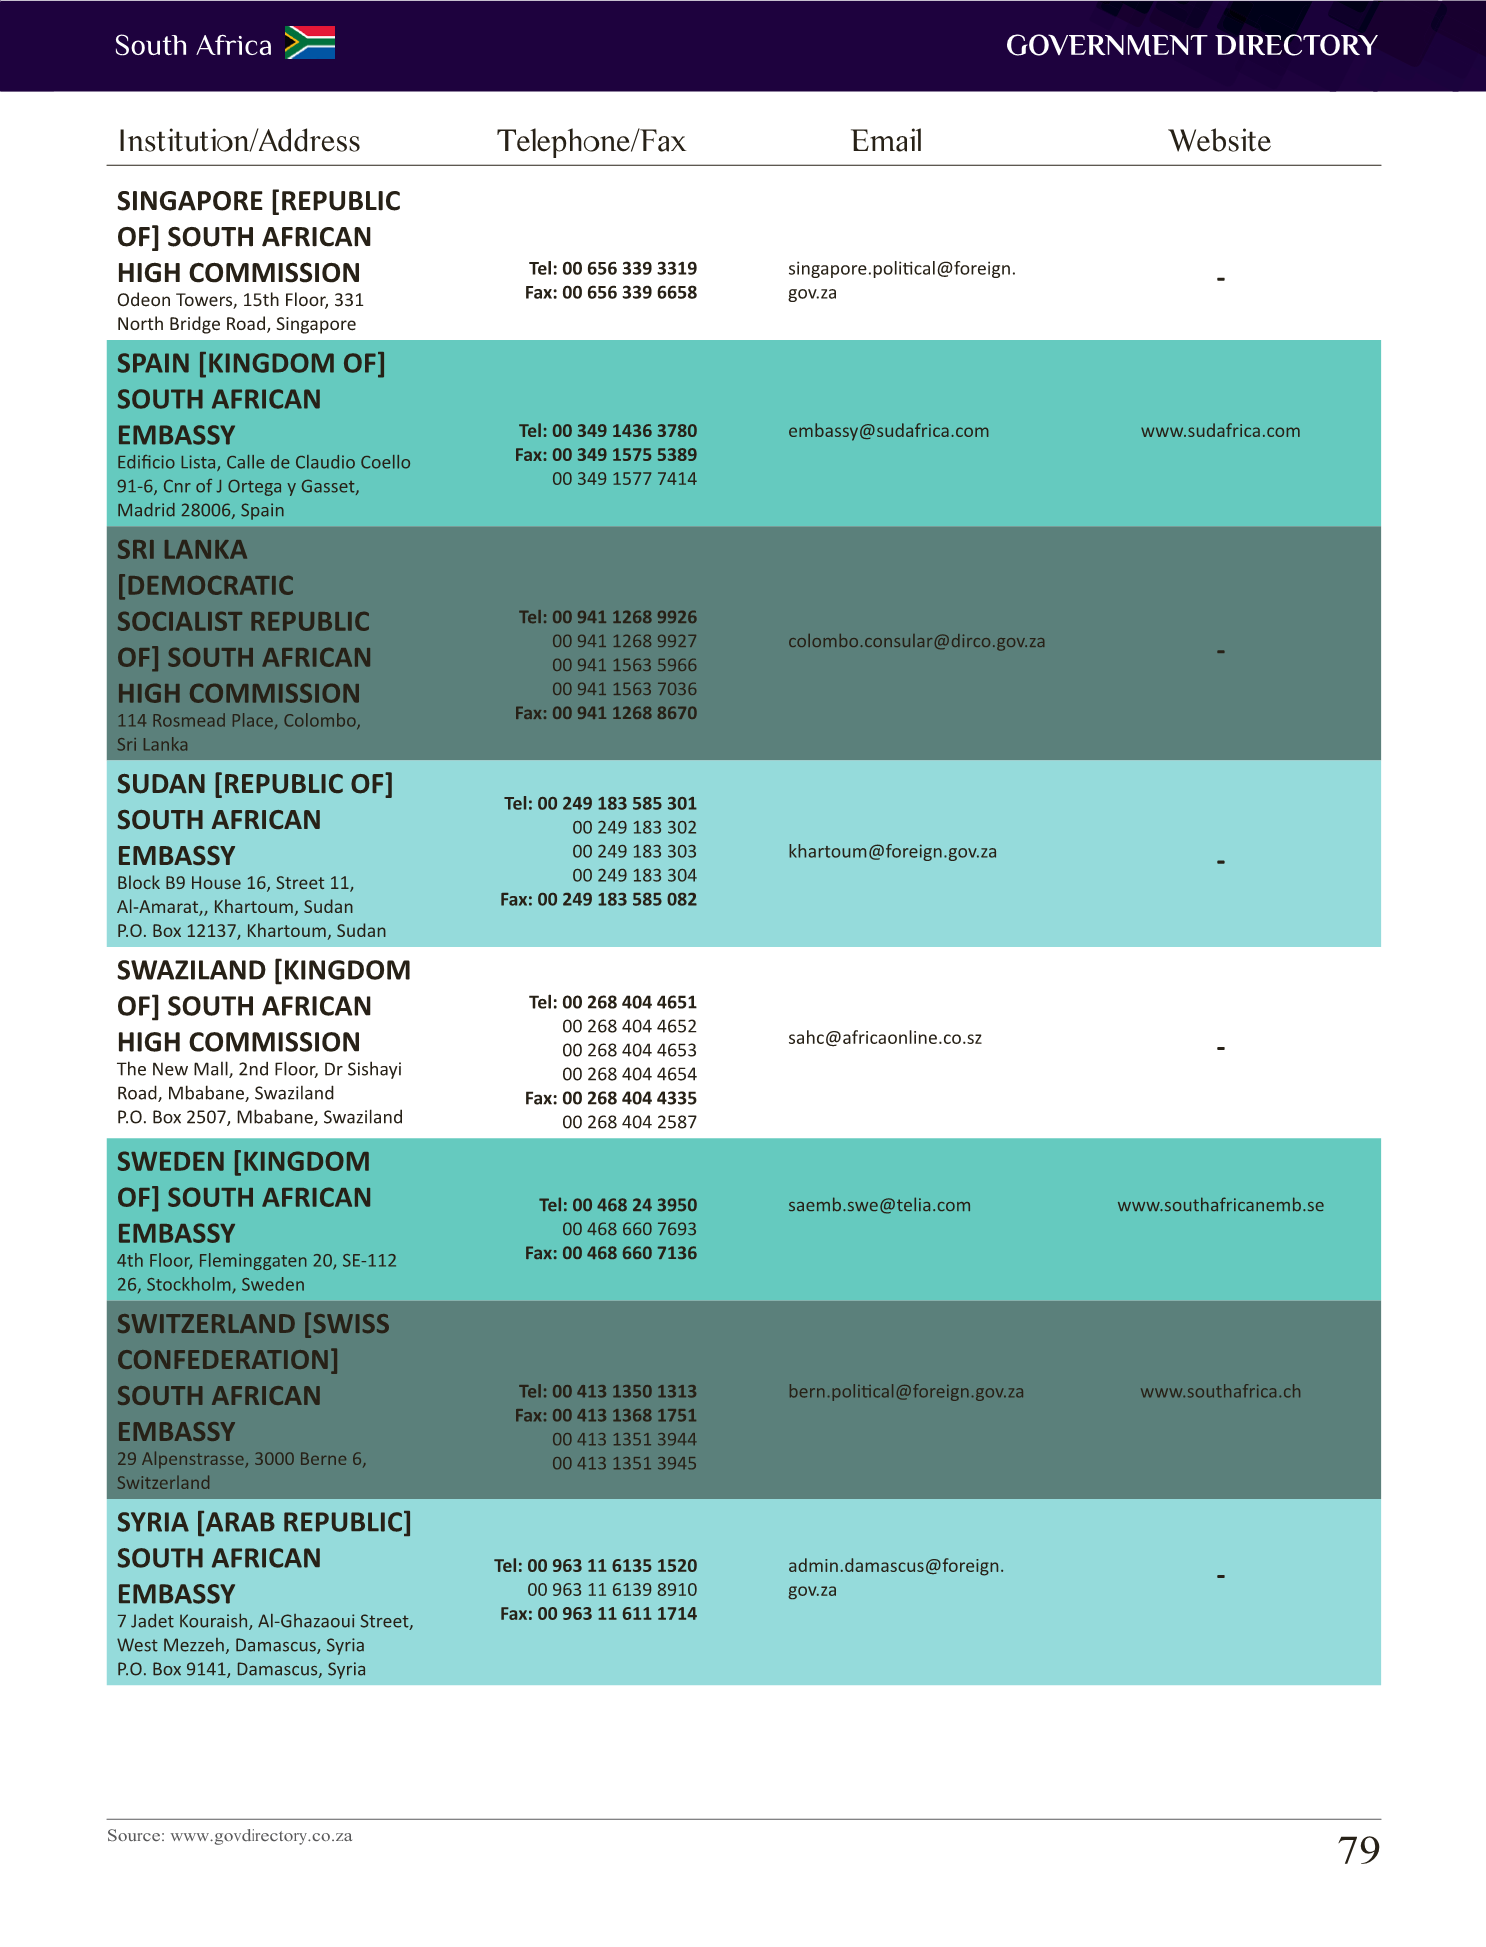 South Africa
GOVERNMENT DIRECTORY
Institution/Address Telephone/Fax Email Website
SINGAPORE [REPUBLIC
OF] SOUTH AFRICAN
HIGH COMMISSION
Odeon Towers, 15th Floor, 331
North Bridge Road, Singapore
Tel: 00 656 339 3319
Fax: 00 656 339 6658
singapore.political@foreign.
gov.za
-
SPAIN [KINGDOM OF]
SOUTH AFRICAN
EMBASSY
Edificio Lista, Calle de Claudio Coello
91-6, Cnr of J Ortega y Gasset,
Madrid 28006, Spain
Tel: 00 349 1436 3780
Fax: 00 349 1575 5389
00 349 1577 7414
embassy@sudafrica.com
www.sudafrica.com
SRI LANKA
[DEMOCRATIC
SOCIALIST REPUBLIC
OF] SOUTH AFRICAN
HIGH COMMISSION
114 Rosmead Place, Colombo,
Sri Lanka
Tel: 00 941 1268 9926
00 941 1268 9927
00 941 1563 5966
00 941 1563 7036
Fax: 00 941 1268 8670
colombo.consular@dirco.gov.za
-
SUDAN [REPUBLIC OF]
SOUTH AFRICAN
EMBASSY
Block B9 House 16, Street 11,
Al-Amarat,, Khartoum, Sudan
P.O. Box 12137, Khartoum, Sudan
Tel: 00 249 183 585 301
00 249 183 302
00 249 183 303
00 249 183 304
Fax: 00 249 183 585 082
khartoum@foreign.gov.za
-
SWAZILAND [KINGDOM
OF] SOUTH AFRICAN
HIGH COMMISSION
The New Mall, 2nd Floor, Dr Sishayi
Road, Mbabane, Swaziland
P.O. Box 2507, Mbabane, Swaziland
Tel: 00 268 404 4651
00 268 404 4652
00 268 404 4653
00 268 404 4654
Fax: 00 268 404 4335
00 268 404 2587
sahc@africaonline.co.sz
-
SWEDEN [KINGDOM
OF] SOUTH AFRICAN
EMBASSY
4th Floor, Fleminggaten 20, SE-112
26, Stockholm, Sweden
Tel: 00 468 24 3950
00 468 660 7693
Fax: 00 468 660 7136
saemb.swe@telia.com
www.southafricanemb.se
SWITZERLAND [SWISS
CONFEDERATION]
SOUTH AFRICAN
EMBASSY
29 Alpenstrasse, 3000 Berne 6,
Switzerland
Tel: 00 413 1350 1313
Fax: 00 413 1368 1751
00 413 1351 3944
00 413 1351 3945
bern.political@foreign.gov.za
www.southafrica.ch
SYRIA [ARAB REPUBLIC]
SOUTH AFRICAN
EMBASSY
7 Jadet Kouraish, Al-Ghazaoui Street,
West Mezzeh, Damascus, Syria
P.O. Box 9141, Damascus, Syria
Tel: 00 963 11 6135 1520
00 963 11 6139 8910
Fax: 00 963 11 611 1714
admin.damascus@foreign.
gov.za
-
Source: www.govdirectory.co.za
79